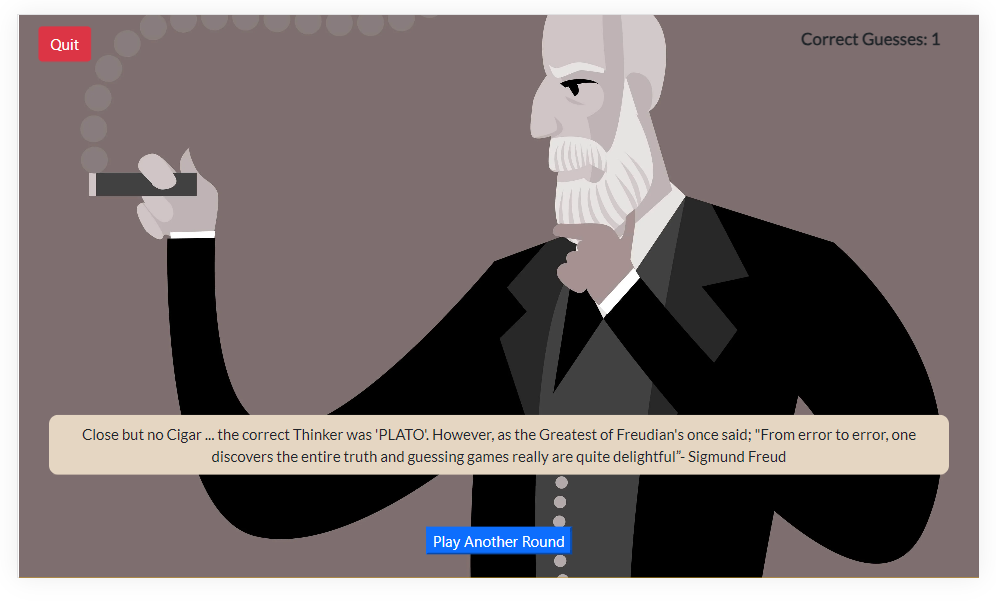 Quit
Correct Guesses: 1
Close but no Cigar ... the correct Thinker was 'PLATO'. However, as the Greatest of Freudian's once said; "From error to error, one
discovers the entire truth and guessing games really are quite delightful”- Sigmund Freud
Play Another Round